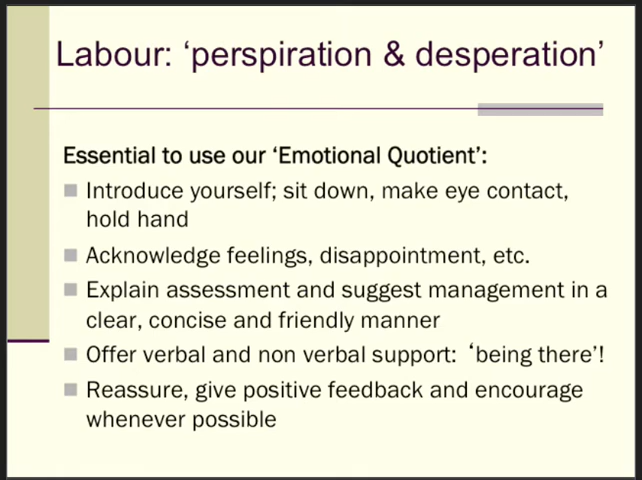 Labour: ‘perspiration & desperation’
Essential to use our ‘Emotional Quotient’:
Introduce yourself; sit down, make eye contact,
hold hand
Acknowledge feelings, disappointment, etc.
Explain assessment and suggest management in a
clear, concise and friendly manner
Offer verbal and non verbal support: ‘being there’!
Reassure, give positive feedback and encourage
whenever possible